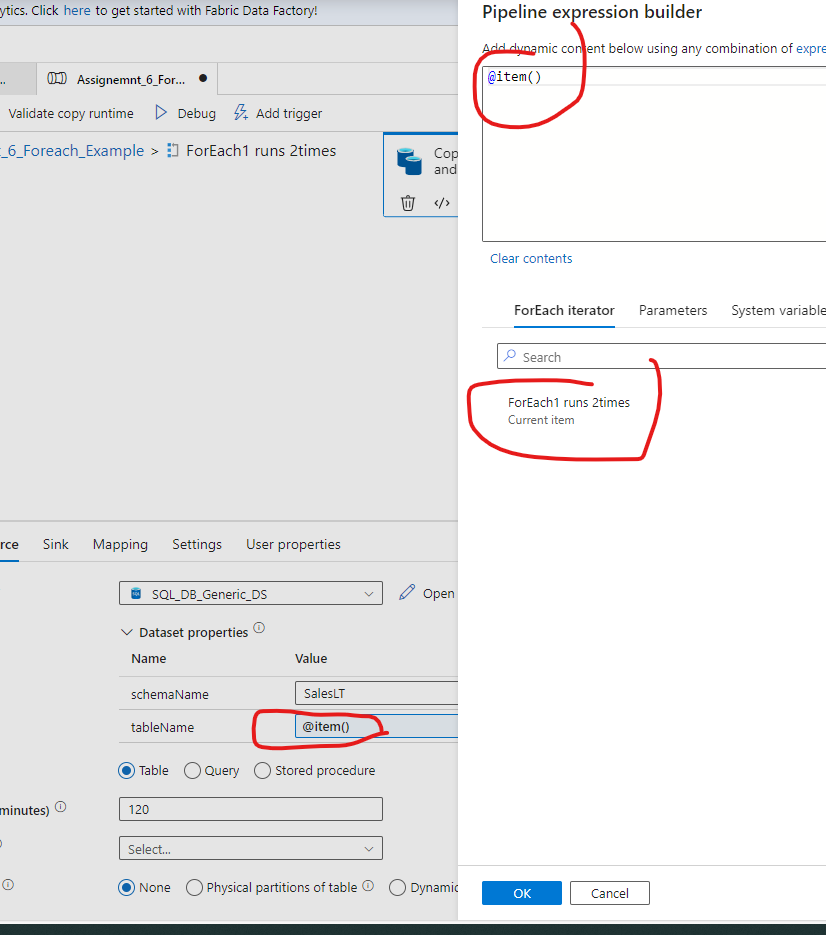 ytics. Click here to get started with Fabric Data Factory!
Assignemnt_6_For...
Validate copy runtime Debug Add trigger
t_6_Foreach_Example > ForEach1 runs 2times
Cop
and
Pipeline expression builder
Add dynamic content below using any combination of expre
@item()
Clear contents
ForEach iterator Parameters System variable
Search
ForEach1 runs 2times
Current item
rce Sink Mapping Settings User properties
SQL_DB_Generic_DS Open
Dataset properties
Name Value
schemaName SalesLT
tableName @item()
Table Query Stored procedure
minutes) 120
Select...
None Physical partitions of table Dynamic
OK Cancel